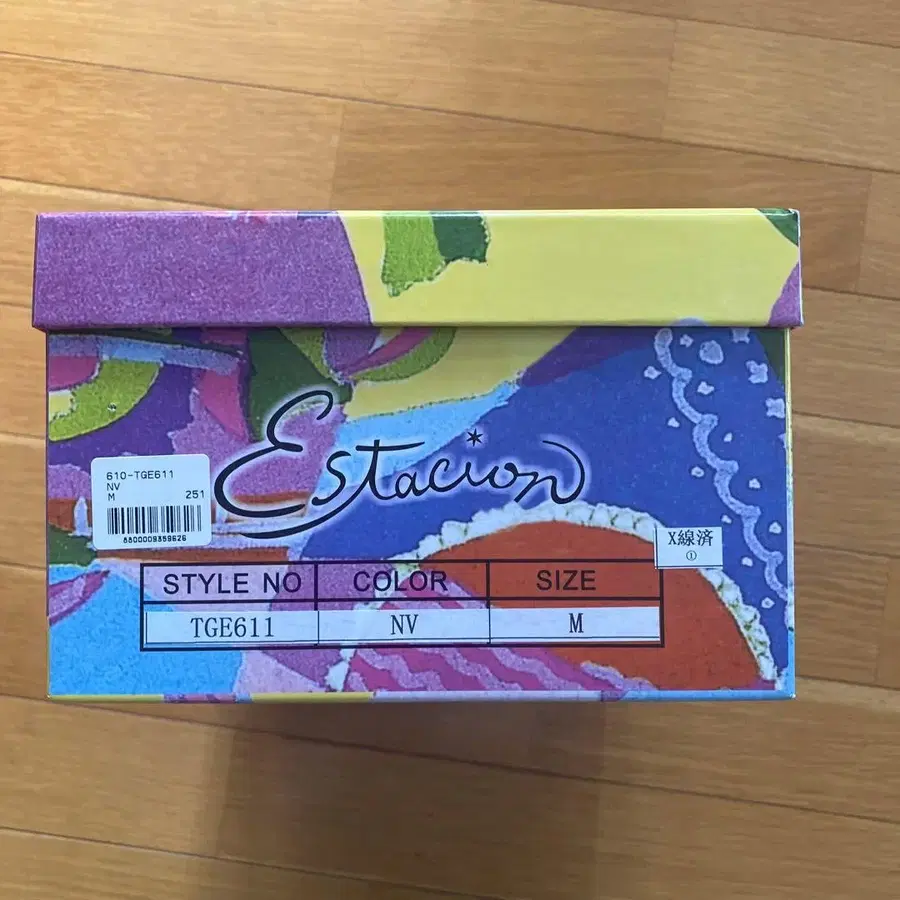 Estacion
610-TGE611
NV
M 251
8800009359626
X線済
①
STYLE NO COLOR SIZE
TGE611 NV M